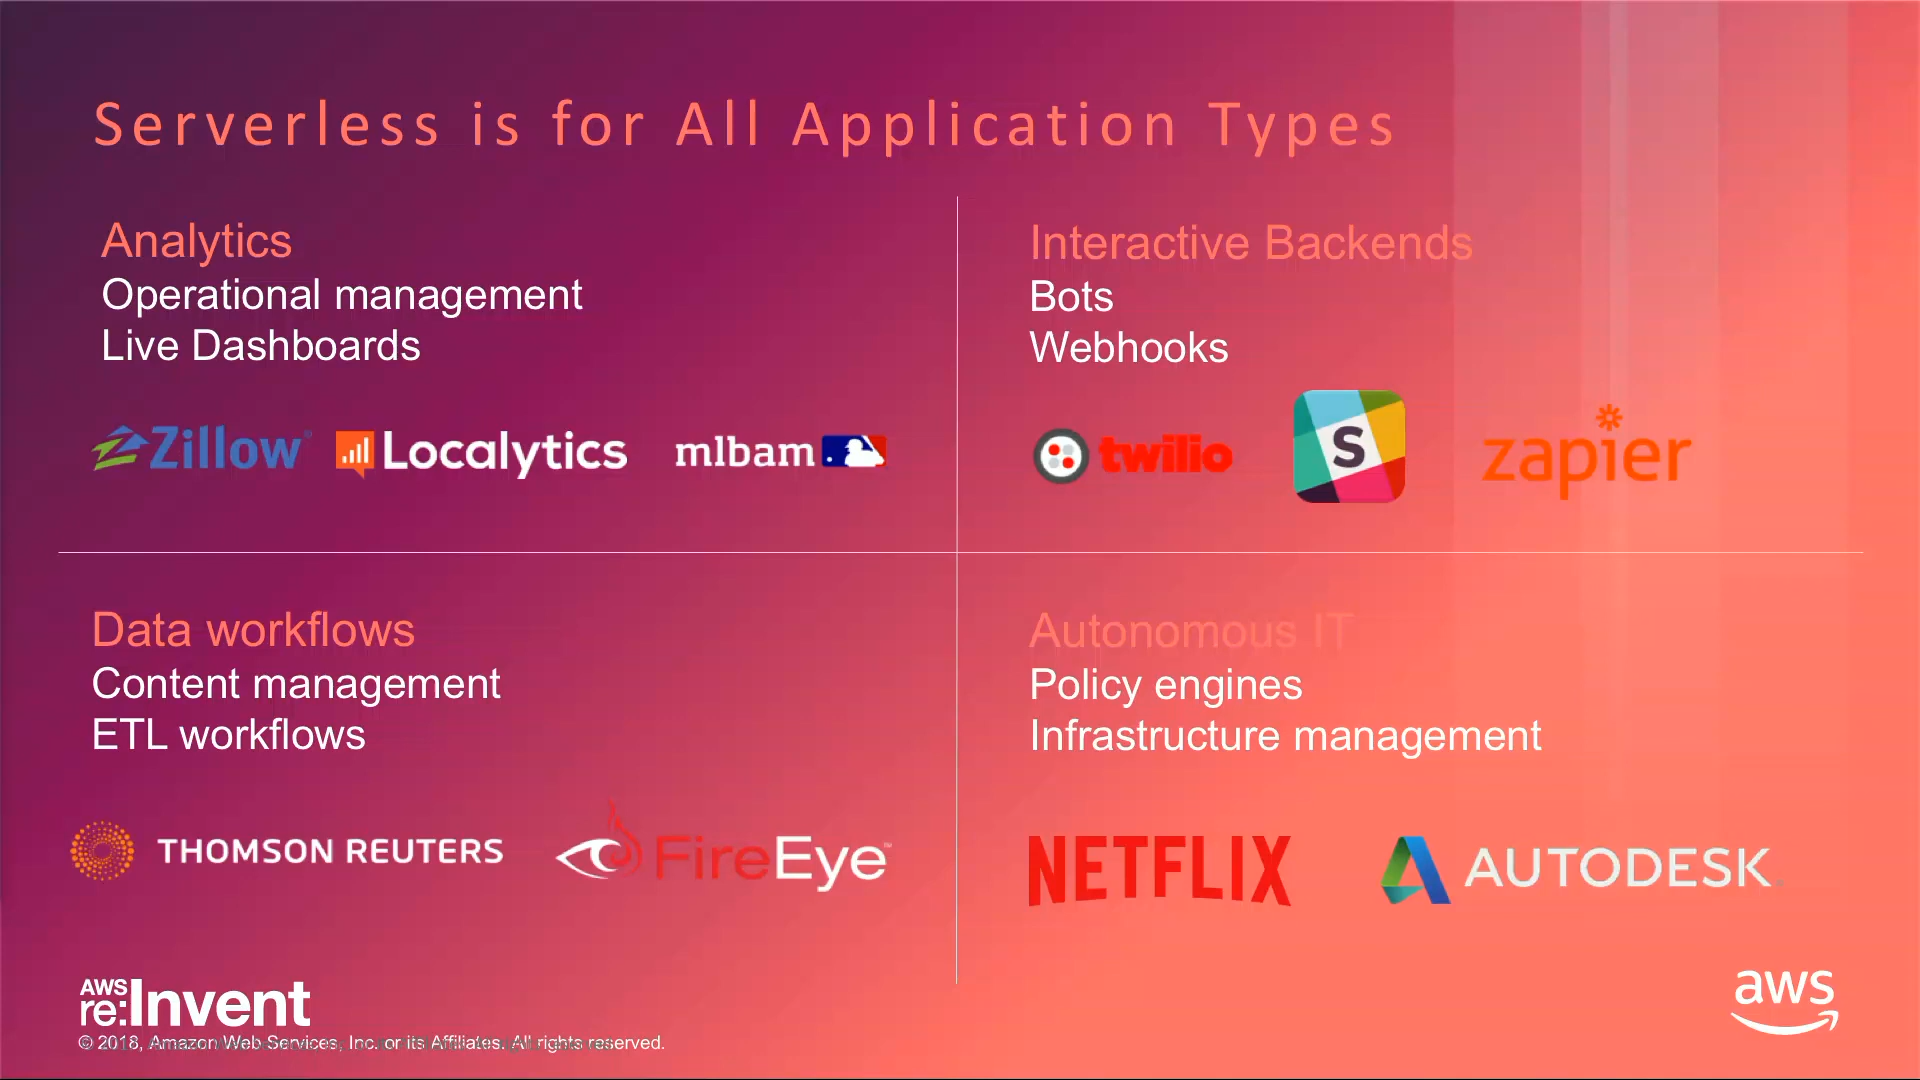 Serverless is for All Application Types
Analytics
Operational management
Live Dashboards
Zillow®
Localytics
mlbam
Interactive Backends
Bots
Webhooks
twilio
S
zapier
Data workflows
Content management
ETL workflows
THOMSON REUTERS
FireEye™
Autonomous IT
Policy engines
Infrastructure management
NETFLIX
AUTODESK
AWS
re:Invent
© 2018, Amazon Web Services, Inc. or its Affiliates. All rights reserved.
aws